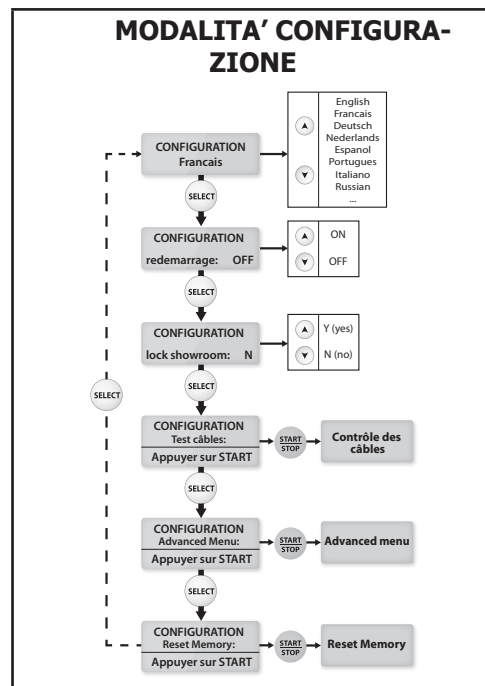 MODALITA’ CONFIGURA-
ZIONE
CONFIGURATION
Francais
English
Francais
Deutsch
Nederlands
Espanol
Portugues
Italiano
Russian
...
SELECT
CONFIGURATION
redemarrage: OFF
ON
OFF
SELECT
CONFIGURATION
lock showroom: N
Y (yes)
N (no)
SELECT
SELECT
CONFIGURATION
Test câbles:
Appuyer sur START
START
STOP
Contrôle des
câbles
SELECT
CONFIGURATION
Advanced Menu:
Appuyer sur START
START
STOP
Advanced menu
SELECT
CONFIGURATION
Reset Memory:
Appuyer sur START
START
STOP
Reset Memory